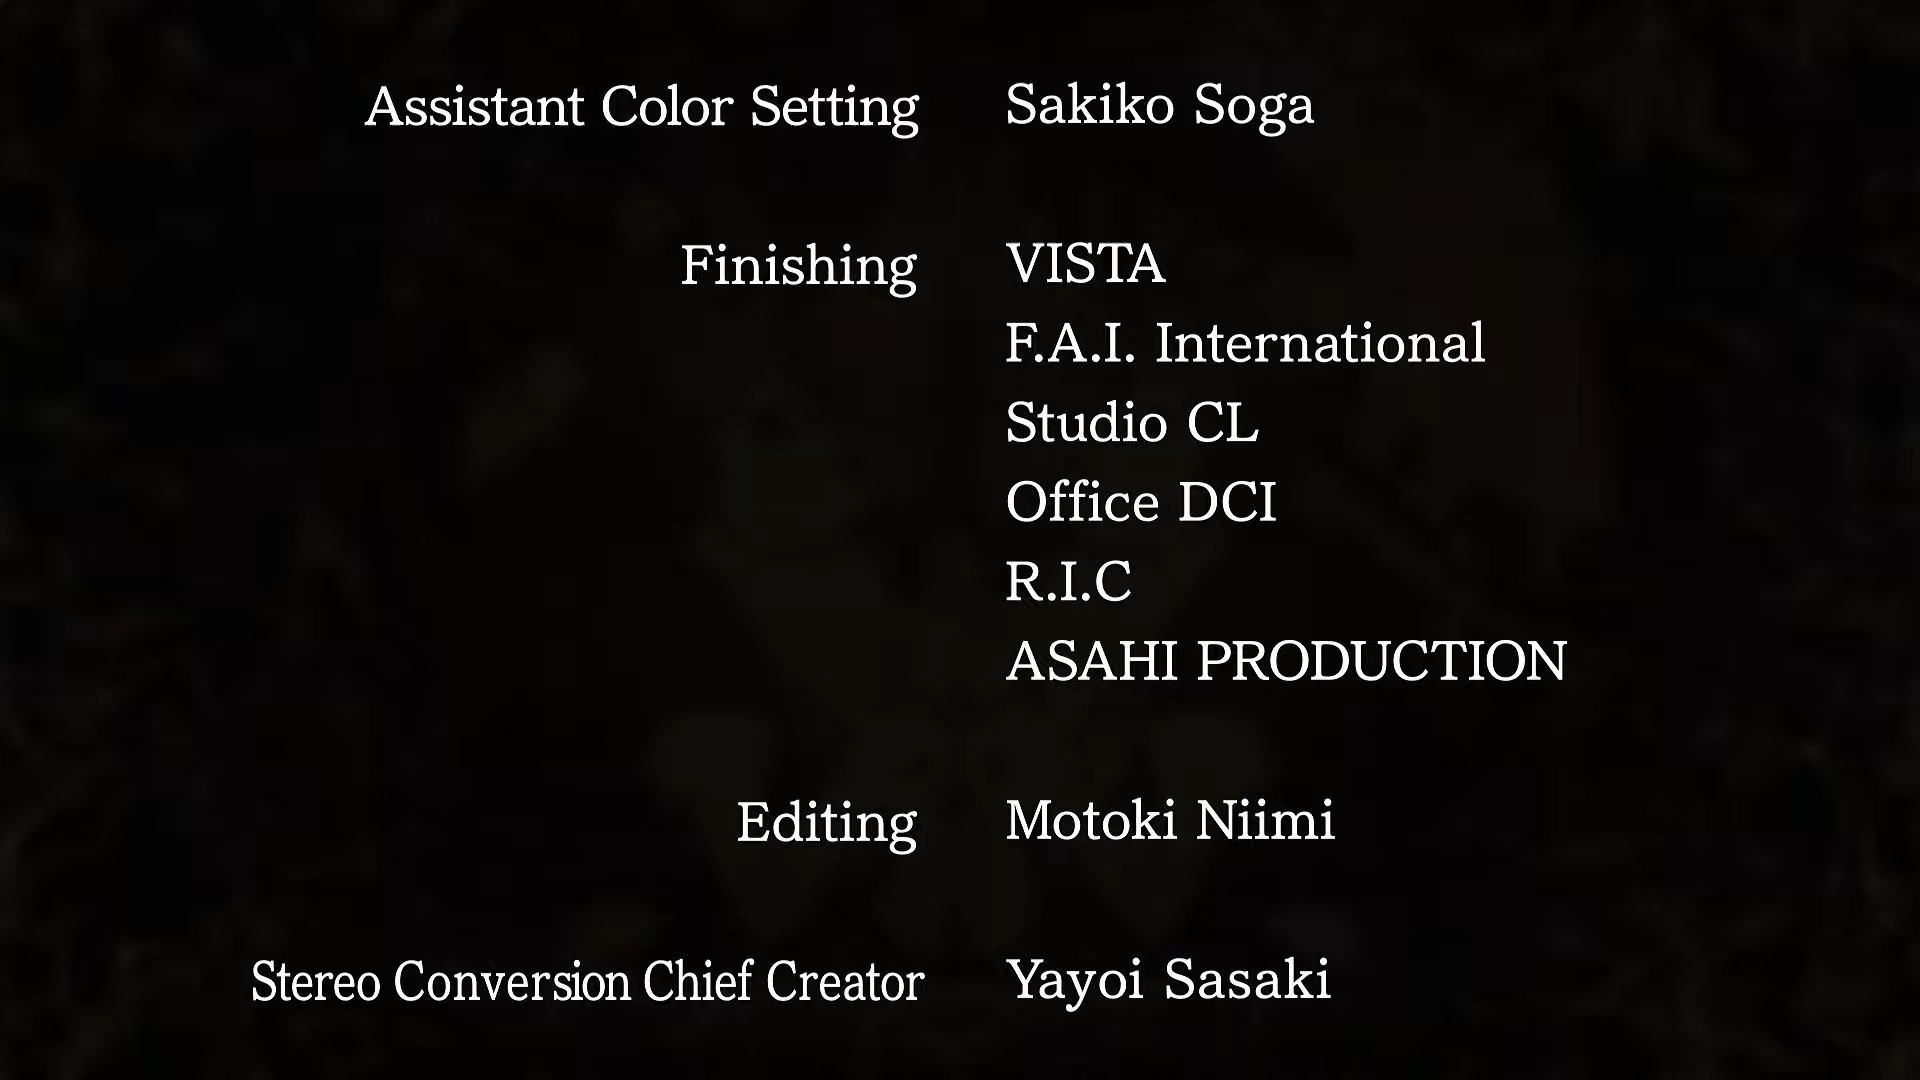 Assistant Color Setting Sakiko Soga
Finishing VISTA
F.A.I. International
Studio CL
Office DCI
R.I.C
ASAHI PRODUCTION
Editing Motoki Niimi
Stereo Conversion Chief Creator Yayoi Sasaki